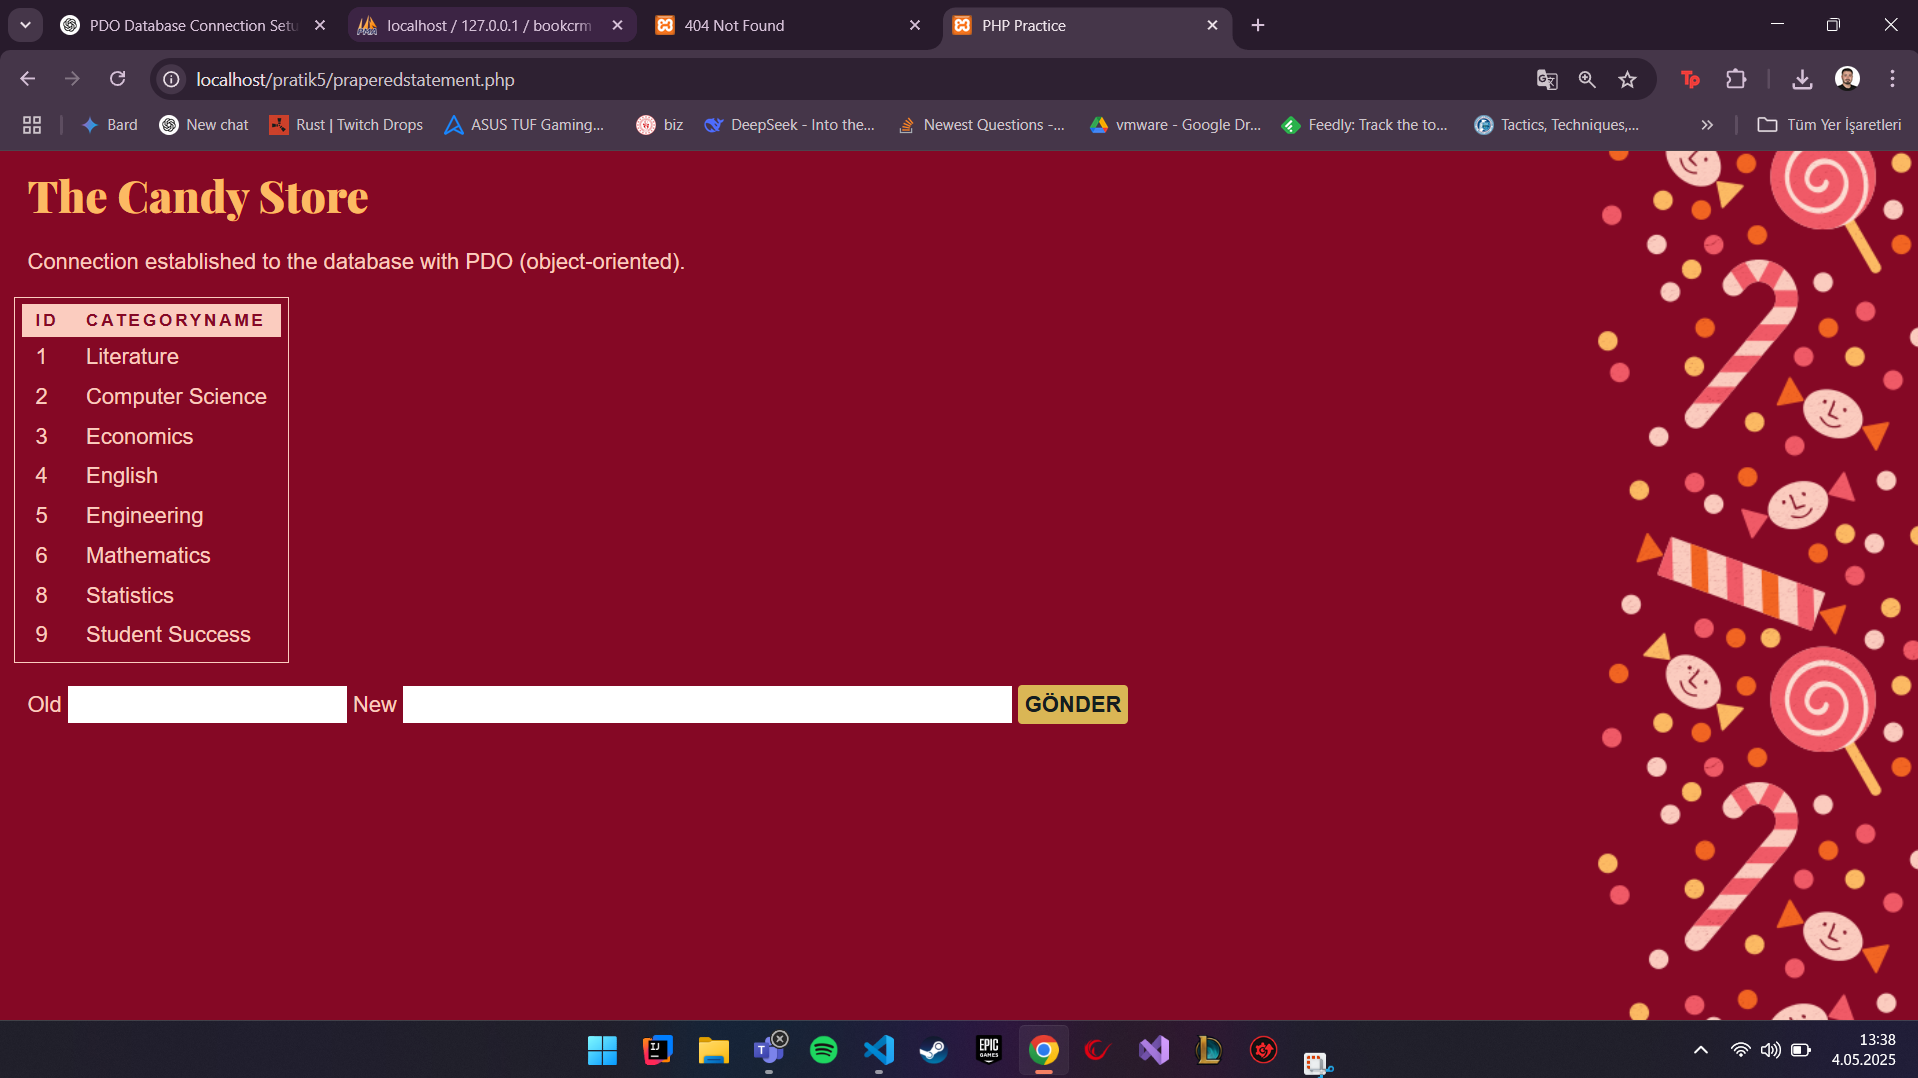 PDO Database Connection Setu
localhost / 127.0.0.1 / bookcrm
404 Not Found
PHP Practice
localhost/pratik5/praperedstatement.php
Tp
Bard
New chat
Rust | Twitch Drops
ASUS TUF Gaming...
biz
DeepSeek - Into the...
Newest Questions -...
vmware - Google Dr...
Feedly: Track the to...
Tactics, Techniques,...
Tüm Yer İşaretleri
The Candy Store
Connection established to the database with PDO (object-oriented).
ID CATEGORYNAME
1 Literature
2 Computer Science
3 Economics
4 English
5 Engineering
6 Mathematics
8 Statistics
9 Student Success
Old New GÖNDER
EPIC GAMES
13:38
4.05.2025